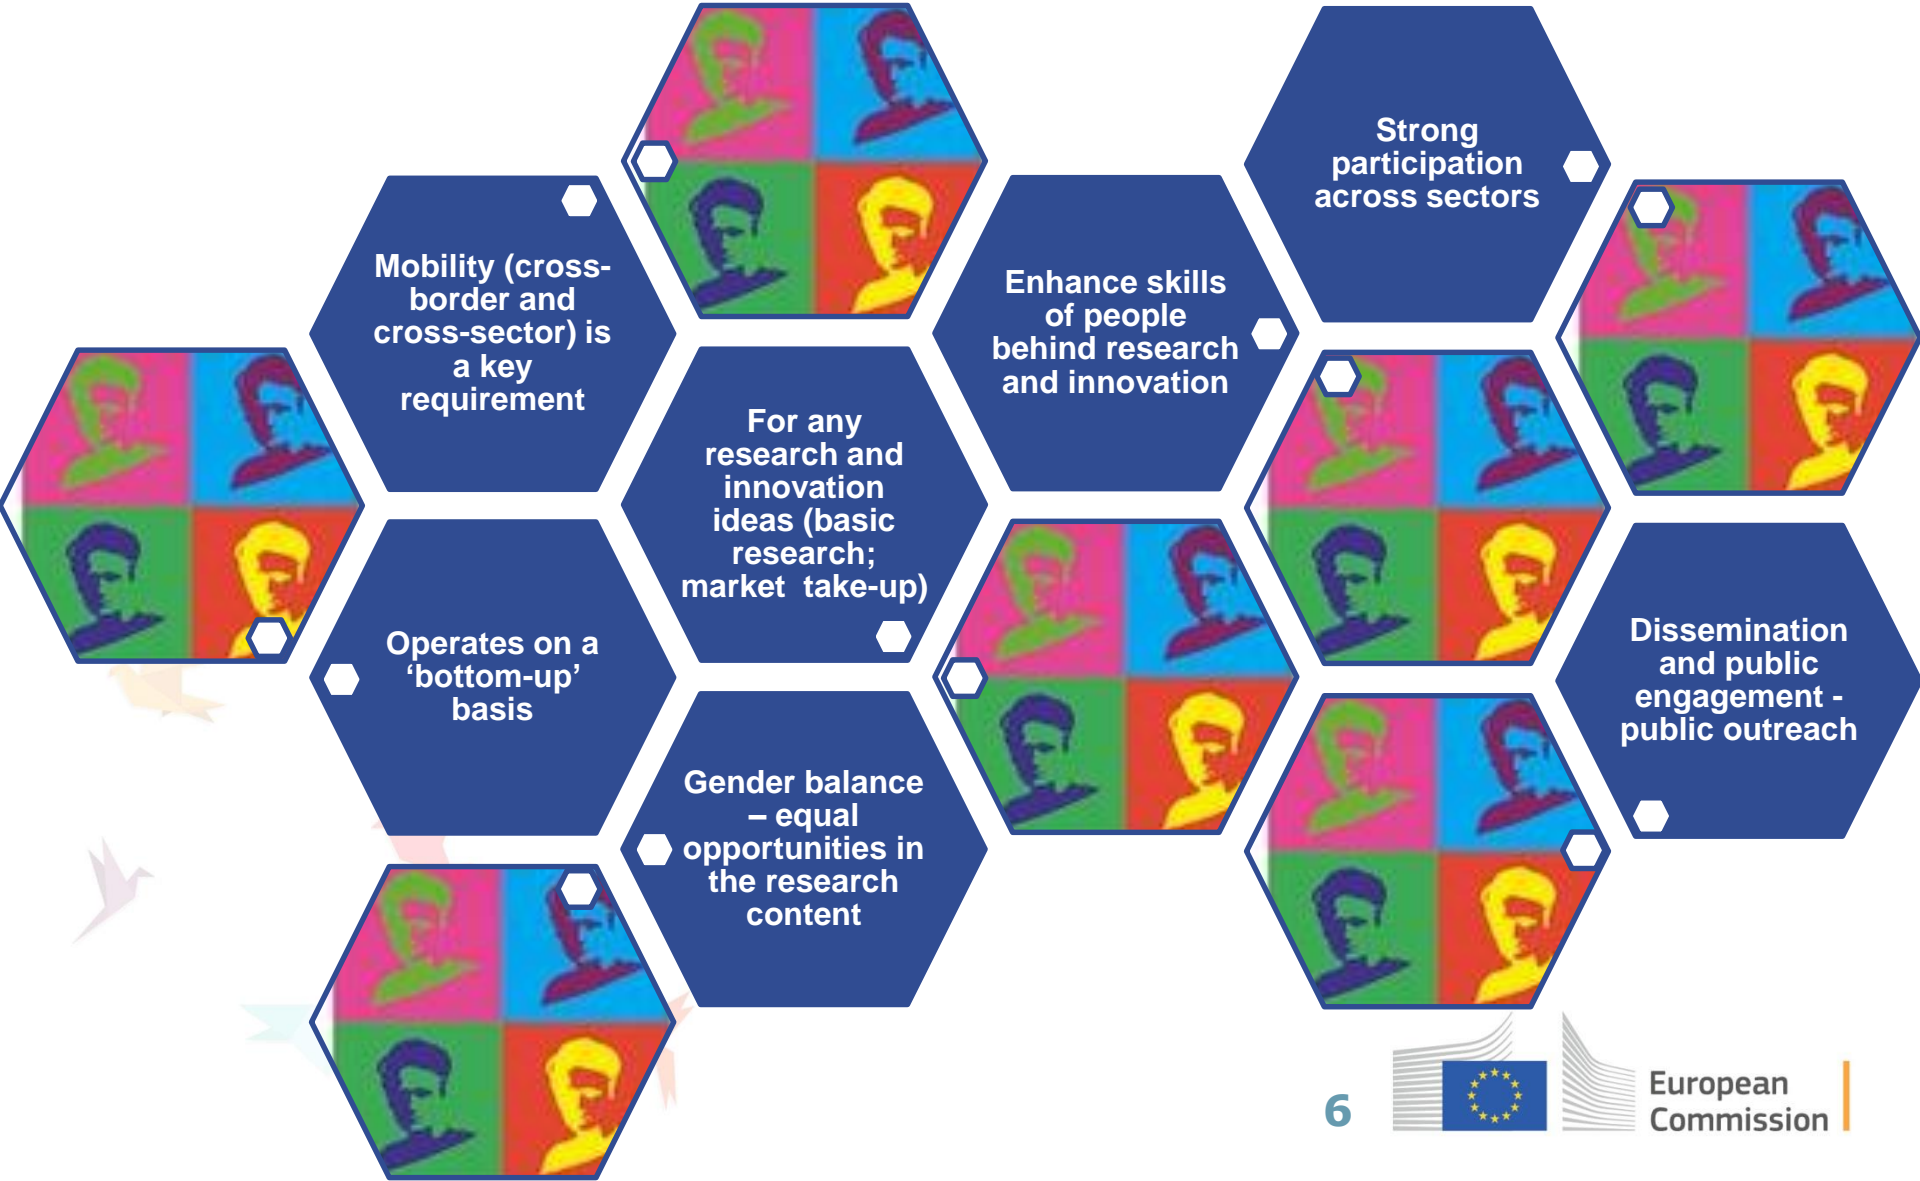 Mobility (cross-
border and
cross-sector) is
a key
requirement
Operates on a
‘bottom-up’
basis
For any
research and
innovation
ideas (basic
research;
market  take-up)
Gender balance
– equal
opportunities in
the research
content
Enhance skills
of people
behind research
and innovation
Strong
participation
across sectors
Dissemination
and public
engagement -
public outreach
6
European
Commission